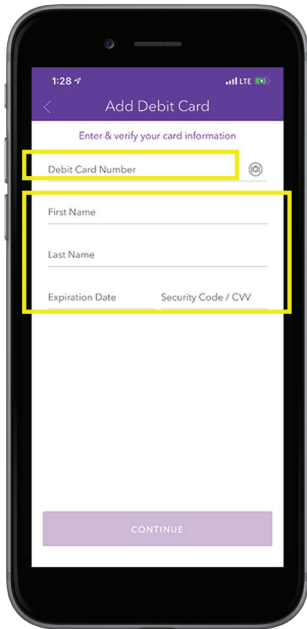 1:28
LTE
Add Debit Card
Enter & verify your card information
Debit Card Number
First Name
Last Name
Expiration Date Security Code / CVV
CONTINUE